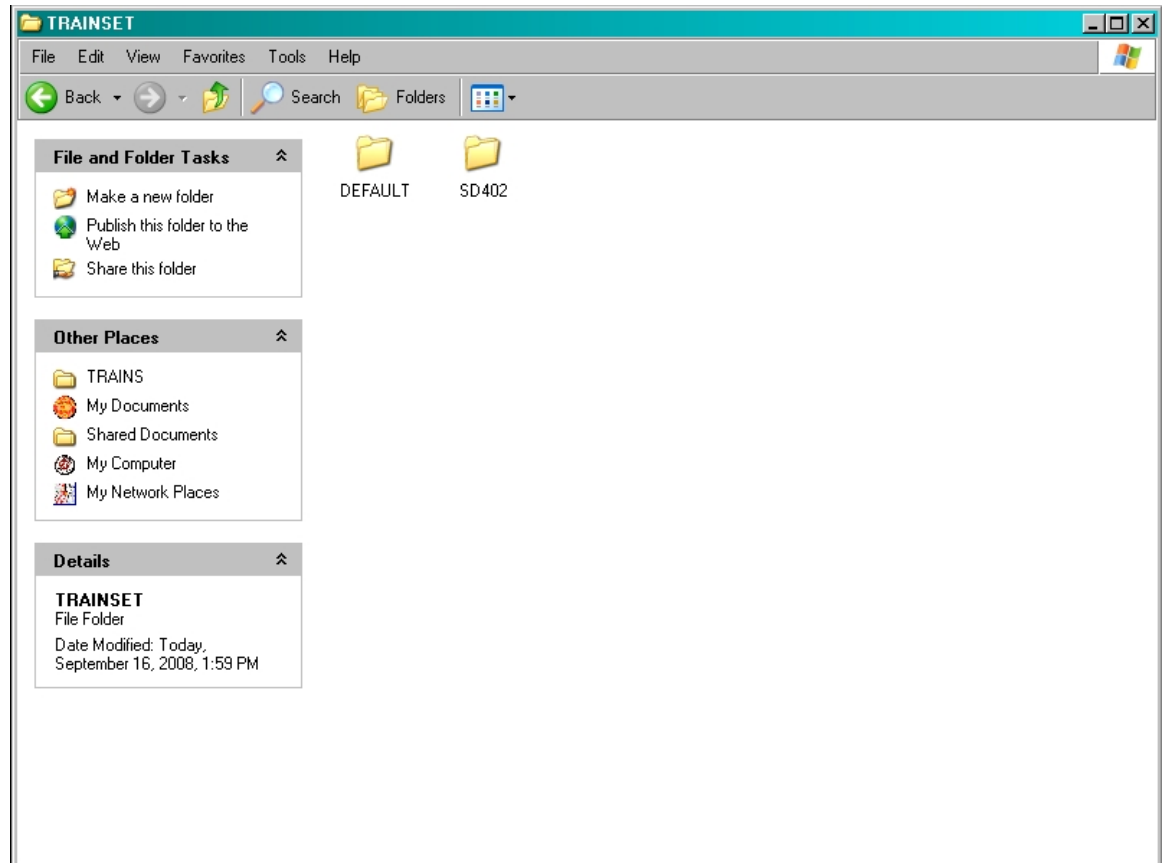 TRAINSET
File Edit View Favorites Tools Help
Back Search Folders
File and Folder Tasks
Make a new folder
Publish this folder to the
Web
Share this folder
Other Places
TRAINS
My Documents
Shared Documents
My Computer
My Network Places
Details
TRAINSET
File Folder
Date Modified: Today,
September 16, 2008, 1:59 PM
DEFAULT SD402